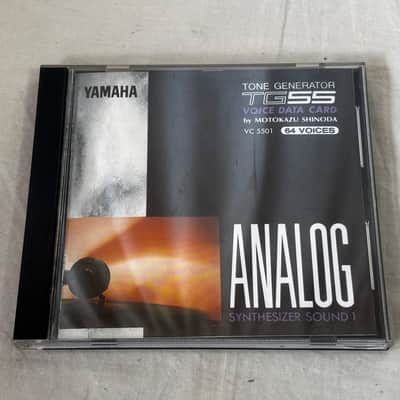 YAMAHA
TONE GENERATOR
TG55
VOICE DATA CARD
by MOTOKAZU SHINODA
VC 5501 64 VOICES
ANALOG
SYNTHESIZER SOUND 1